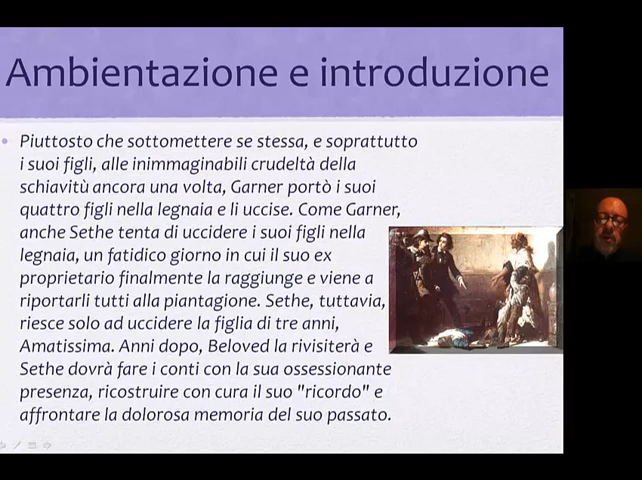 Ambientazione e introduzione
• Piuttosto che sottomettere se stessa, e soprattutto
i suoi figli, alle inimmaginabili crudeltà della
schiavitù ancora una volta, Garner portò i suoi
quattro figli nella legnaia e li uccise. Come Garner,
anche Sethe tenta di uccidere i suoi figli nella
legnaia, un fatidico giorno in cui il suo ex
proprietario finalmente la raggiunge e viene a
riportarli tutti alla piantagione. Sethe, tuttavia,
riesce solo ad uccidere la figlia di tre anni,
Amatissima. Anni dopo, Beloved la rivisiterà e
Sethe dovrà fare i conti con la sua ossessionante
presenza, ricostruire con cura il suo "ricordo" e
affrontare la dolorosa memoria del suo passato.